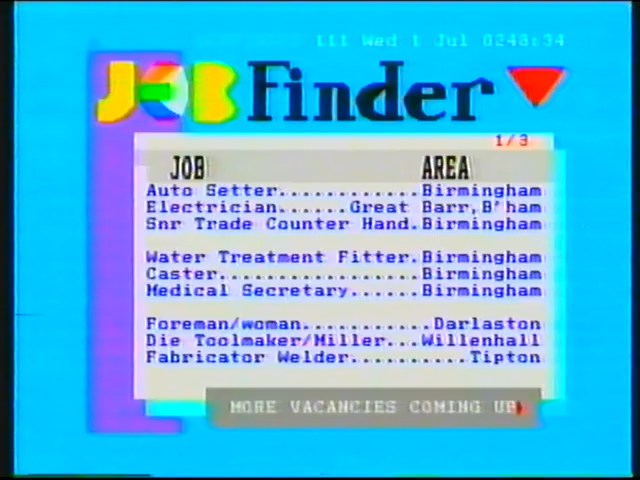 111 Wed 1 Jul 0248:34
JOB Finder
1/3
JOB AREA
Auto Setter............Birmingham
Electrician......Great Barr,B'ham
Snr Trade Counter Hand.Birmingham
Water Treatment Fitter.Birmingham
Caster.................Birmingham
Medical Secretary......Birmingham
Foreman/woman...........Darlaston
Die Toolmaker/Miller...Willenhall
Fabricator Welder..........Tipton
MORE VACANCIES COMING UP